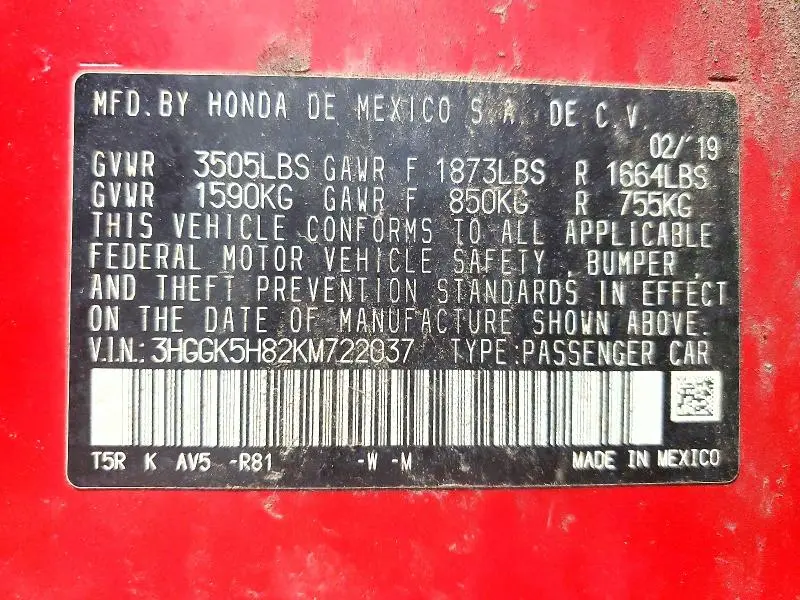 MFD. BY HONDA DE MEXICO S.A. DE C.V.
02/'19
GVWR 3505LBS GAWR F 1873LBS R 1664LBS
GVWR 1590KG GAWR F 850KG R 755KG
THIS VEHICLE CONFORMS TO ALL APPLICABLE
FEDERAL MOTOR VEHICLE SAFETY , BUMPER ,
AND THEFT PREVENTION STANDARDS IN EFFECT
ON THE DATE OF MANUFACTURE SHOWN ABOVE.
V.I.N.: 3HGGK5H82KM722037 TYPE:PASSENGER CAR
T5R K AV5 -R81 -W -M MADE IN MEXICO